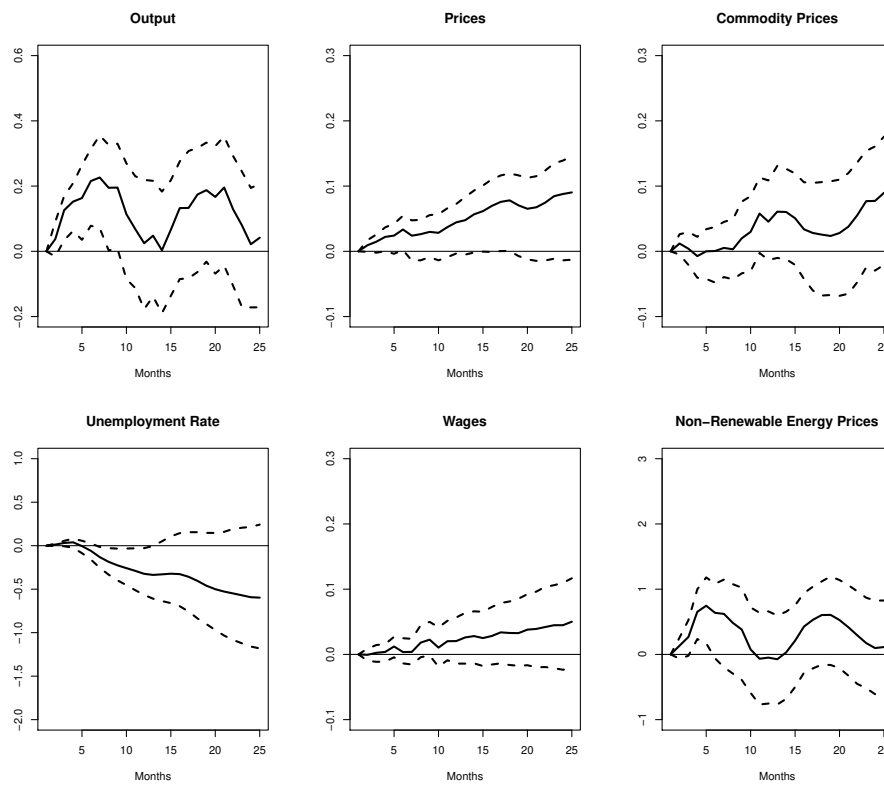 Output
0.6
0.4
0.2
0.0
−0.2
5 10 15 20 25
Months
Prices
0.3
0.2
0.1
0.0
−0.1
5 10 15 20 25
Months
Commodity Prices
0.3
0.2
0.1
0.0
−0.1
5 10 15 20
Months
Unemployment Rate
1.0
0.5
0.0
−0.5
−1.0
−1.5
−2.0
5 10 15 20 25
Months
Wages
0.3
0.2
0.1
0.0
−0.1
5 10 15 20 25
Months
Non−Renewable Energy Prices
3
2
1
0
−1
5 10 15 20
Months